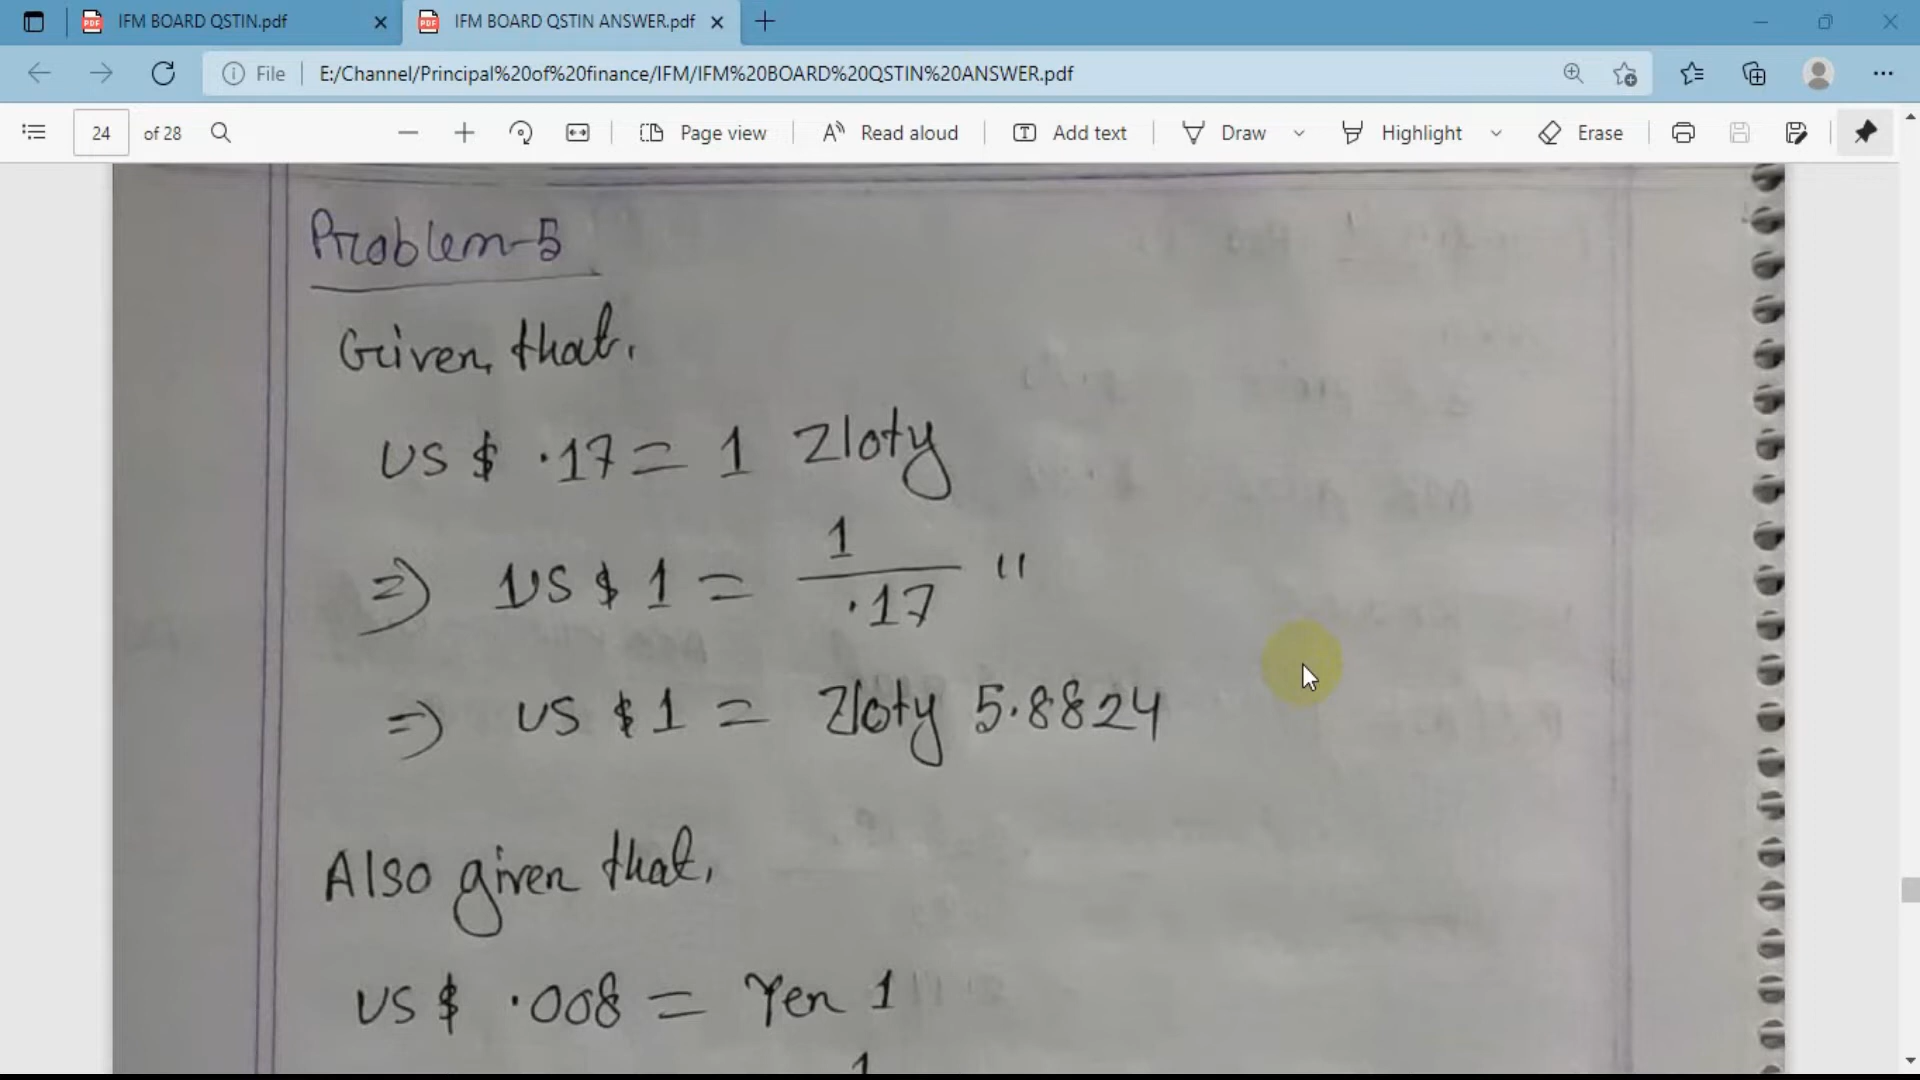 IFM BOARD QSTIN.pdf
IFM BOARD QSTIN ANSWER.pdf
File
E:/Channel/Principal%20of%20finance/IFM/IFM%20BOARD%20QSTIN%20ANSWER.pdf
24 of 28
Page view
Read aloud
Add text
Draw
Highlight
Erase
Problem-5
Given that,
US $ .17 = 1 Zloty
⇒ US $ 1 = 1/.17 "
⇒ US $ 1 = Zloty 5.8824
Also given that,
US $ .008 = Yen 1
1